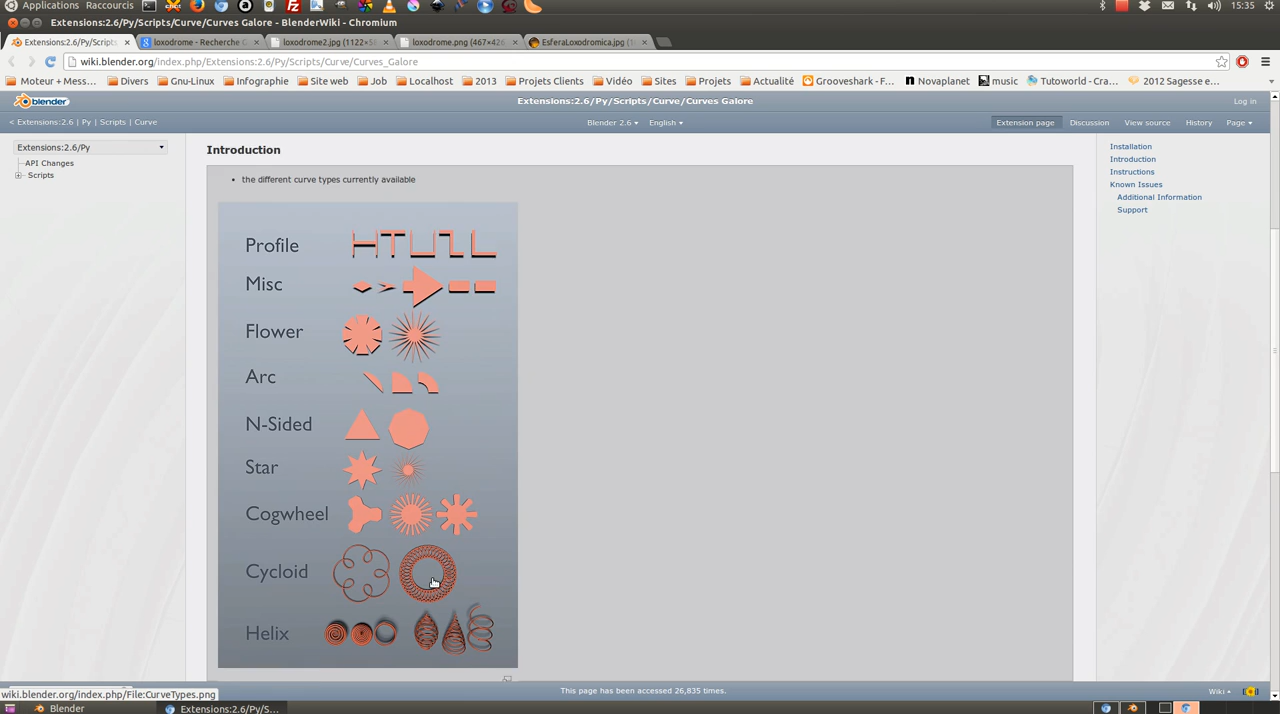 Applications Raccourcis 15:35
Extensions:2.6/Py/Scripts/Curve/Curves Galore - BlenderWiki - Chromium
Extensions:2.6/Py/Scripts
loxodrome - Recherche G
loxodrome2.jpg (1122×5
loxodrome.png (467×426
EsferaLoxodromica.jpg (1
wiki.blender.org/index.php/Extensions:2.6/Py/Scripts/Curve/Curves_Galore
Moteur + Mess... Divers Gnu-Linux Infographie Site web Job Localhost 2013 Projets Clients Vidéo Sites Projets Actualité Grooveshark - F... Novaplanet music Tutoworld - Cra... 2012 Sagesse e
blender Extensions:2.6/Py/Scripts/Curve/Curves Galore Log in
< Extensions:2.6 | Py | Scripts | Curve Blender 2.6 English Extension page Discussion View source History Page
Extensions:2.6/Py
API Changes
Scripts
Introduction
• the different curve types currently available
Profile
Misc
Flower
Arc
N-Sided
Star
Cogwheel
Cycloid
Helix
Installation
Introduction
Instructions
Known Issues
Additional Information
Support
wiki.blender.org/index.php/File:CurveTypes.png
This page has been accessed 26,835 times.
Wiki
Blender
Extensions:2.6/Py/S...